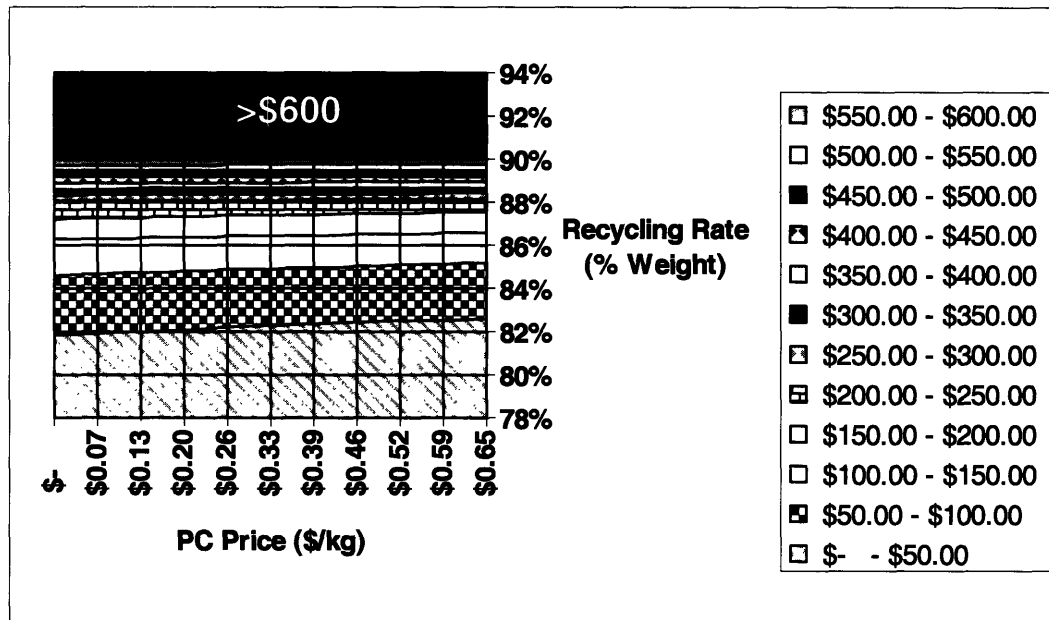 >$600
94%
92%
90%
88%
86%
84%
82%
80%
78%
Recycling Rate
(% Weight)
$-
$0.07
$0.13
$0.20
$0.26
$0.33
$0.39
$0.46
$0.52
$0.59
$0.65
PC Price ($/kg)
$550.00 - $600.00
$500.00 - $550.00
$450.00 - $500.00
$400.00 - $450.00
$350.00 - $400.00
$300.00 - $350.00
$250.00 - $300.00
$200.00 - $250.00
$150.00 - $200.00
$100.00 - $150.00
$50.00 - $100.00
$- - $50.00